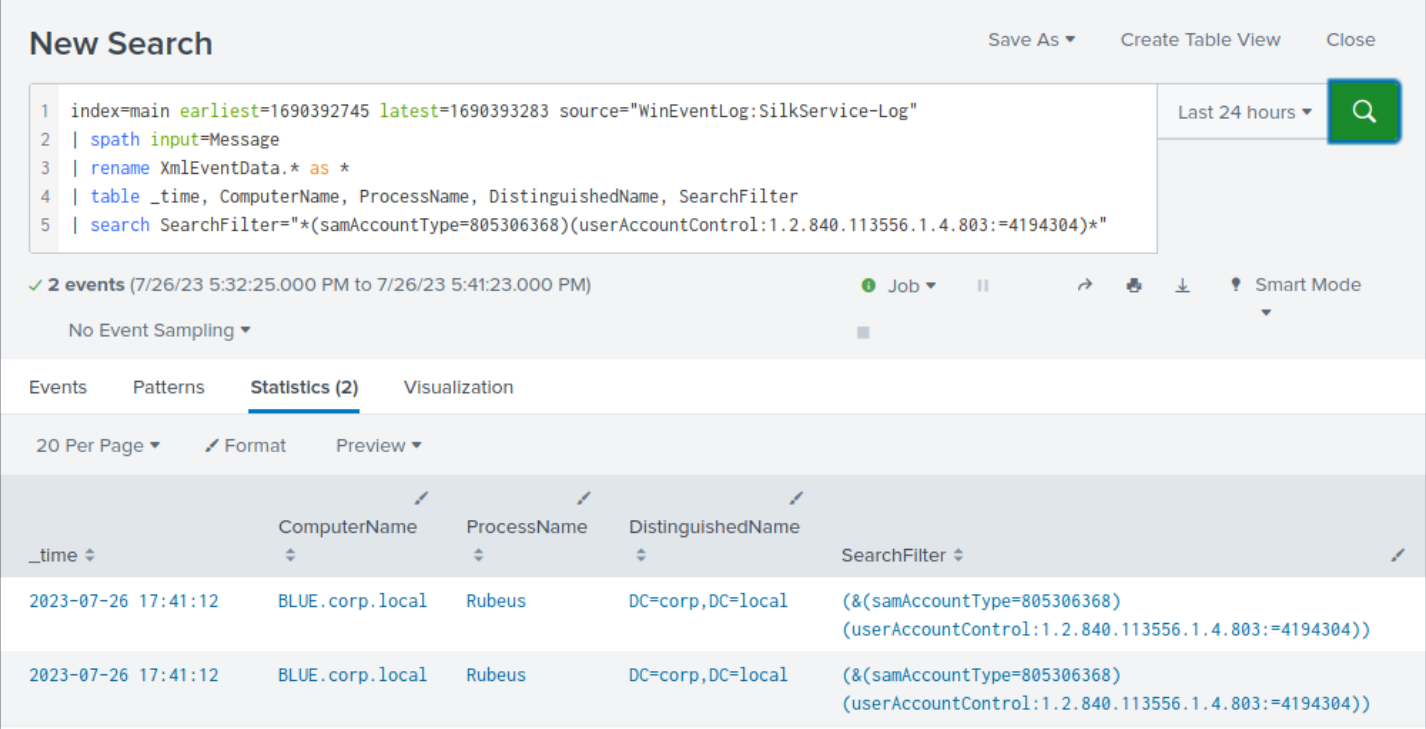 New Search
Save As Create Table View Close
1 index=main earliest=1690392745 latest=1690393283 source="WinEventLog:SilkService-Log"
2 | spath input=Message
3 | rename XmlEventData.* as *
4 | table _time, ComputerName, ProcessName, DistinguishedName, SearchFilter
5 | search SearchFilter="*(samAccountType=805306368)(userAccountControl:1.2.840.113556.1.4.803:=4194304)*"
Last 24 hours
2 events (7/26/23 5:32:25.000 PM to 7/26/23 5:41:23.000 PM)
Job
Smart Mode
No Event Sampling
Events Patterns Statistics (2) Visualization
20 Per Page Format Preview
_time ComputerName ProcessName DistinguishedName SearchFilter
2023-07-26 17:41:12 BLUE.corp.local Rubeus DC=corp,DC=local (&(samAccountType=805306368)
(userAccountControl:1.2.840.113556.1.4.803:=4194304))
2023-07-26 17:41:12 BLUE.corp.local Rubeus DC=corp,DC=local (&(samAccountType=805306368)
(userAccountControl:1.2.840.113556.1.4.803:=4194304))